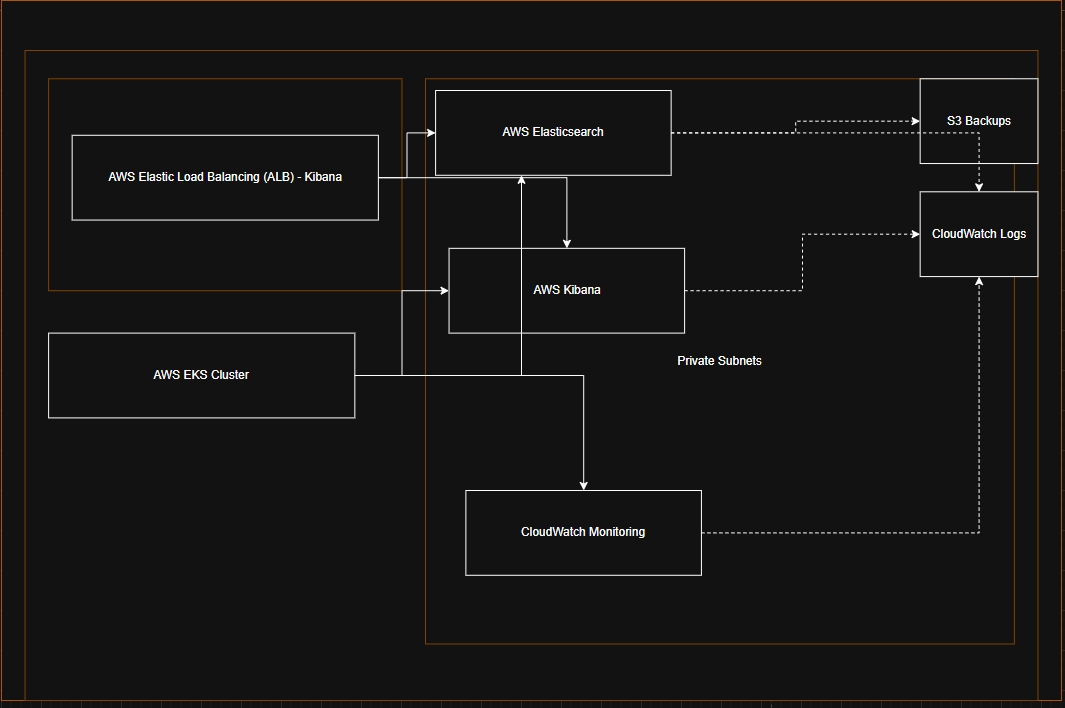 AWS Elasticsearch
S3 Backups
AWS Elastic Load Balancing (ALB) - Kibana
CloudWatch Logs
AWS Kibana
Private Subnets
AWS EKS Cluster
CloudWatch Monitoring